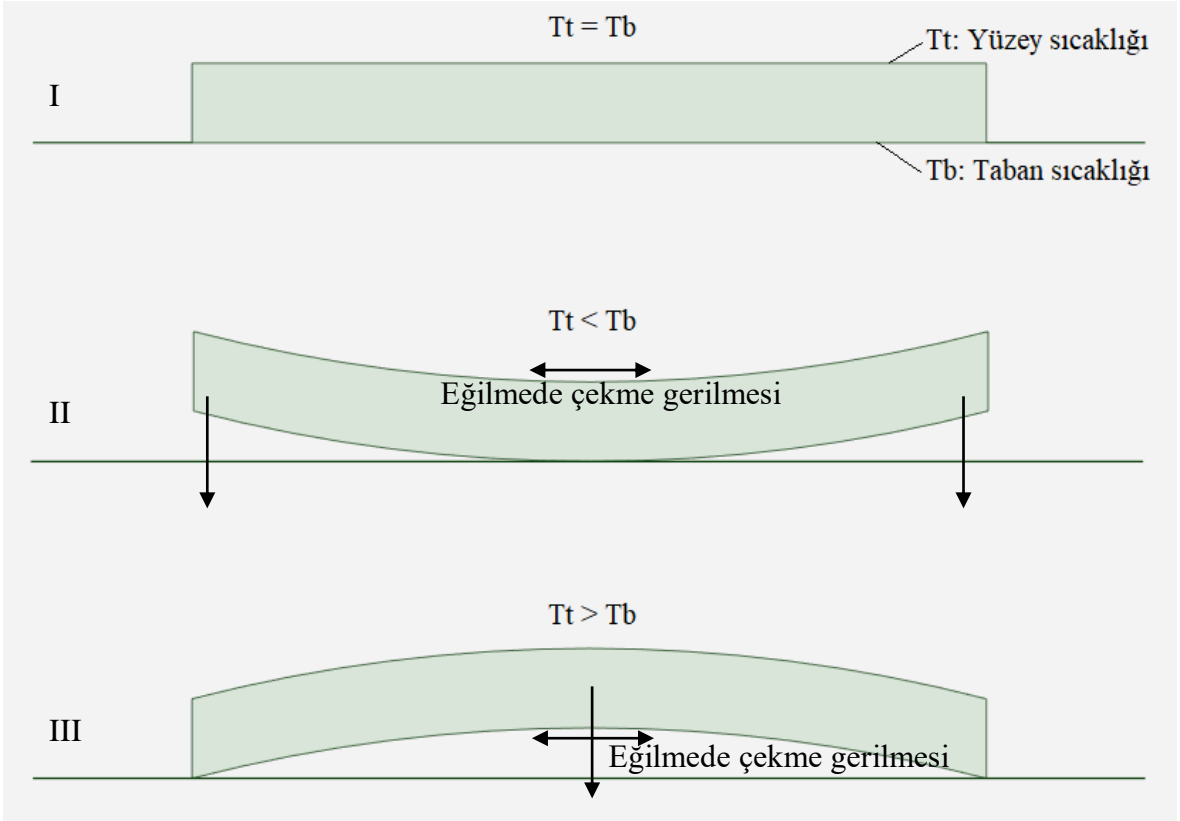 Tt = Tb
Tt: Yüzey sıcaklığı
I
Tb: Taban sıcaklığı
Tt < Tb
Eğilmede çekme gerilmesi
II
Tt > Tb
III
Eğilmede çekme gerilmesi